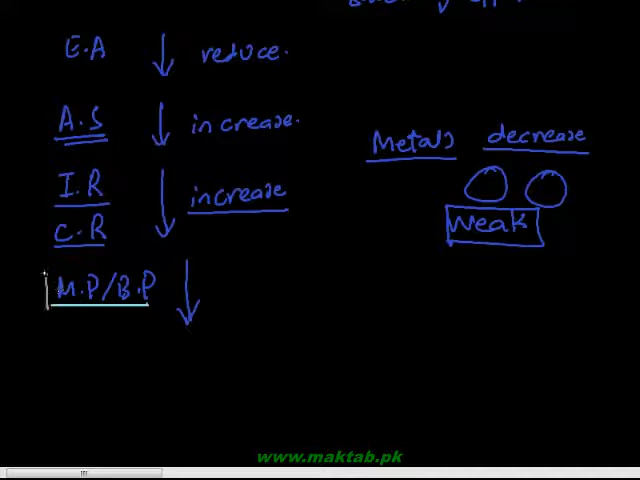 E.A reduce.
A.S increase.
Metals decrease
I.R increase
C.R
Weak
M.P/B.P
www.maktab.pk